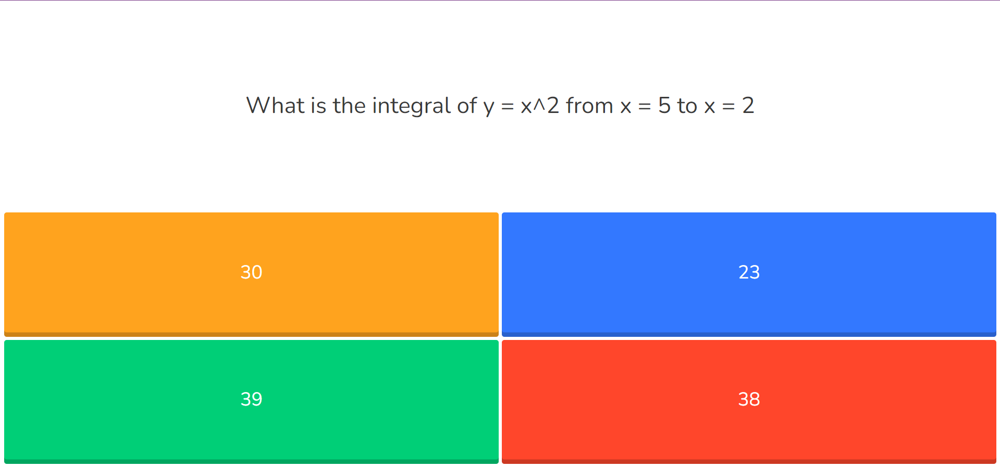 What is the integral of y = x^2 from x = 5 to x = 2
30
23
39
38